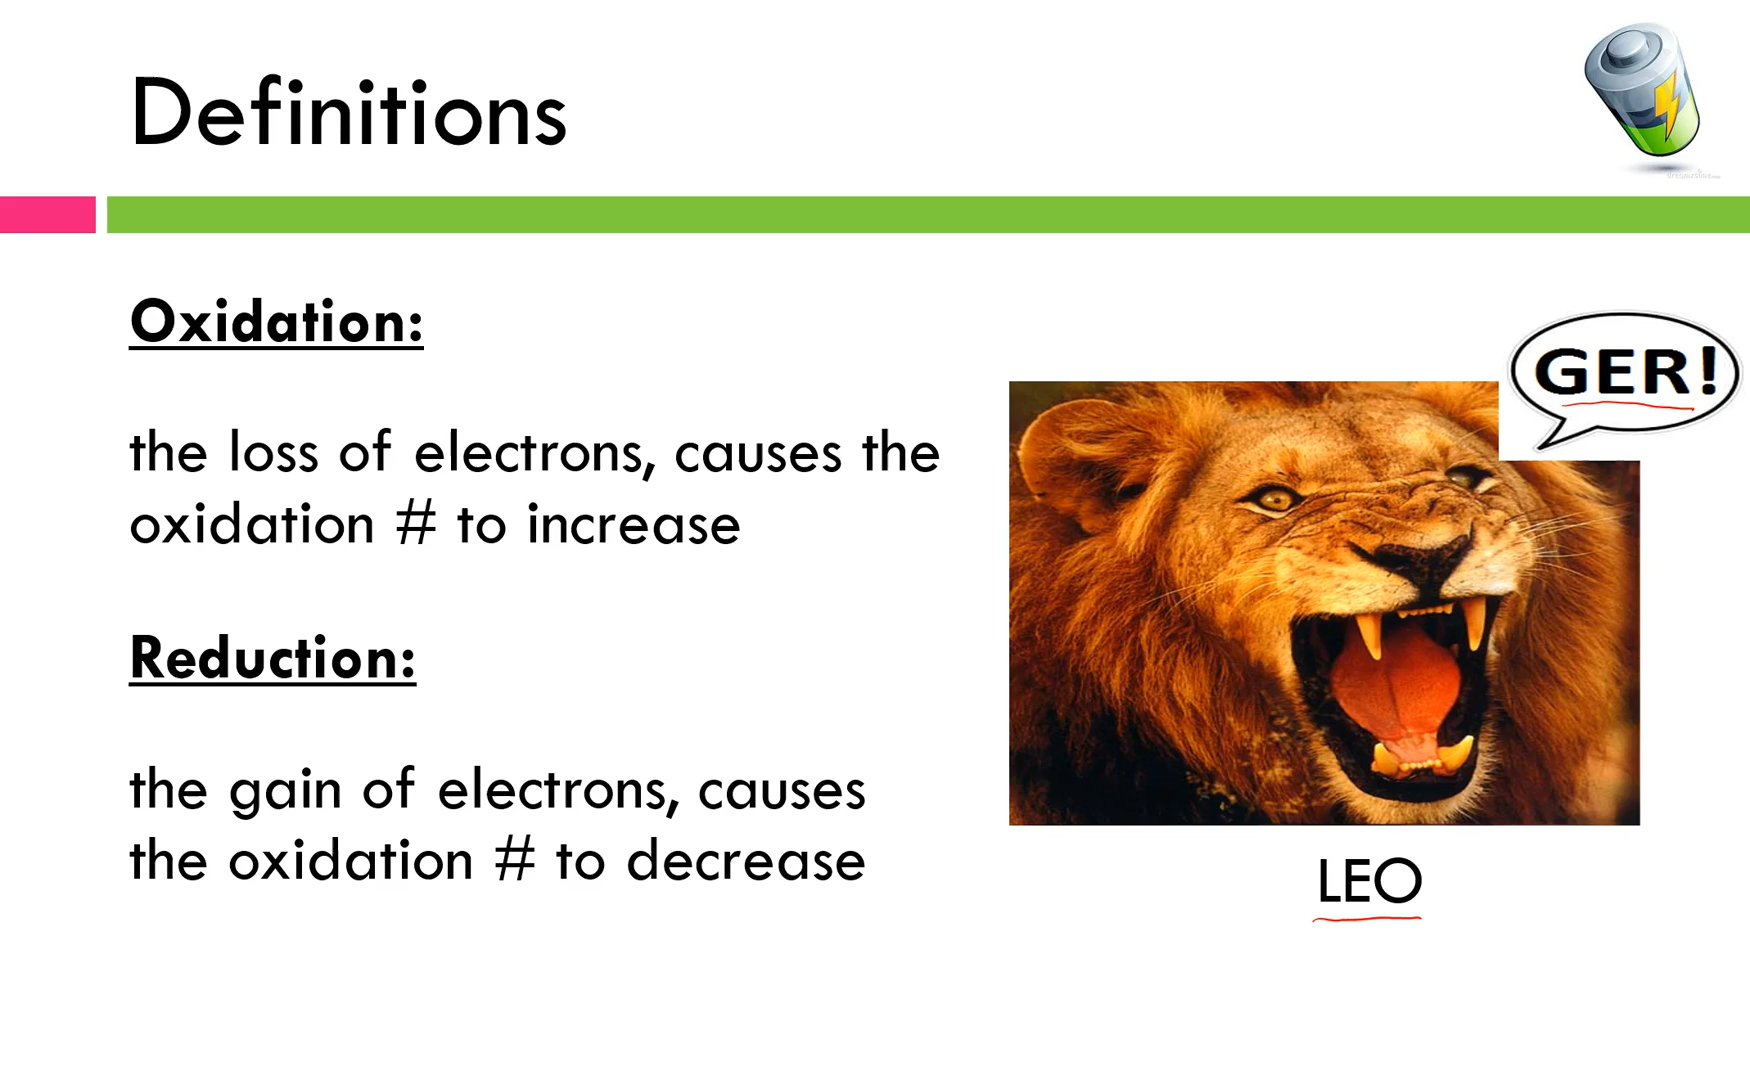 Definitions
Oxidation:
the loss of electrons, causes the
oxidation # to increase
Reduction:
the gain of electrons, causes
the oxidation # to decrease
GER!
LEO